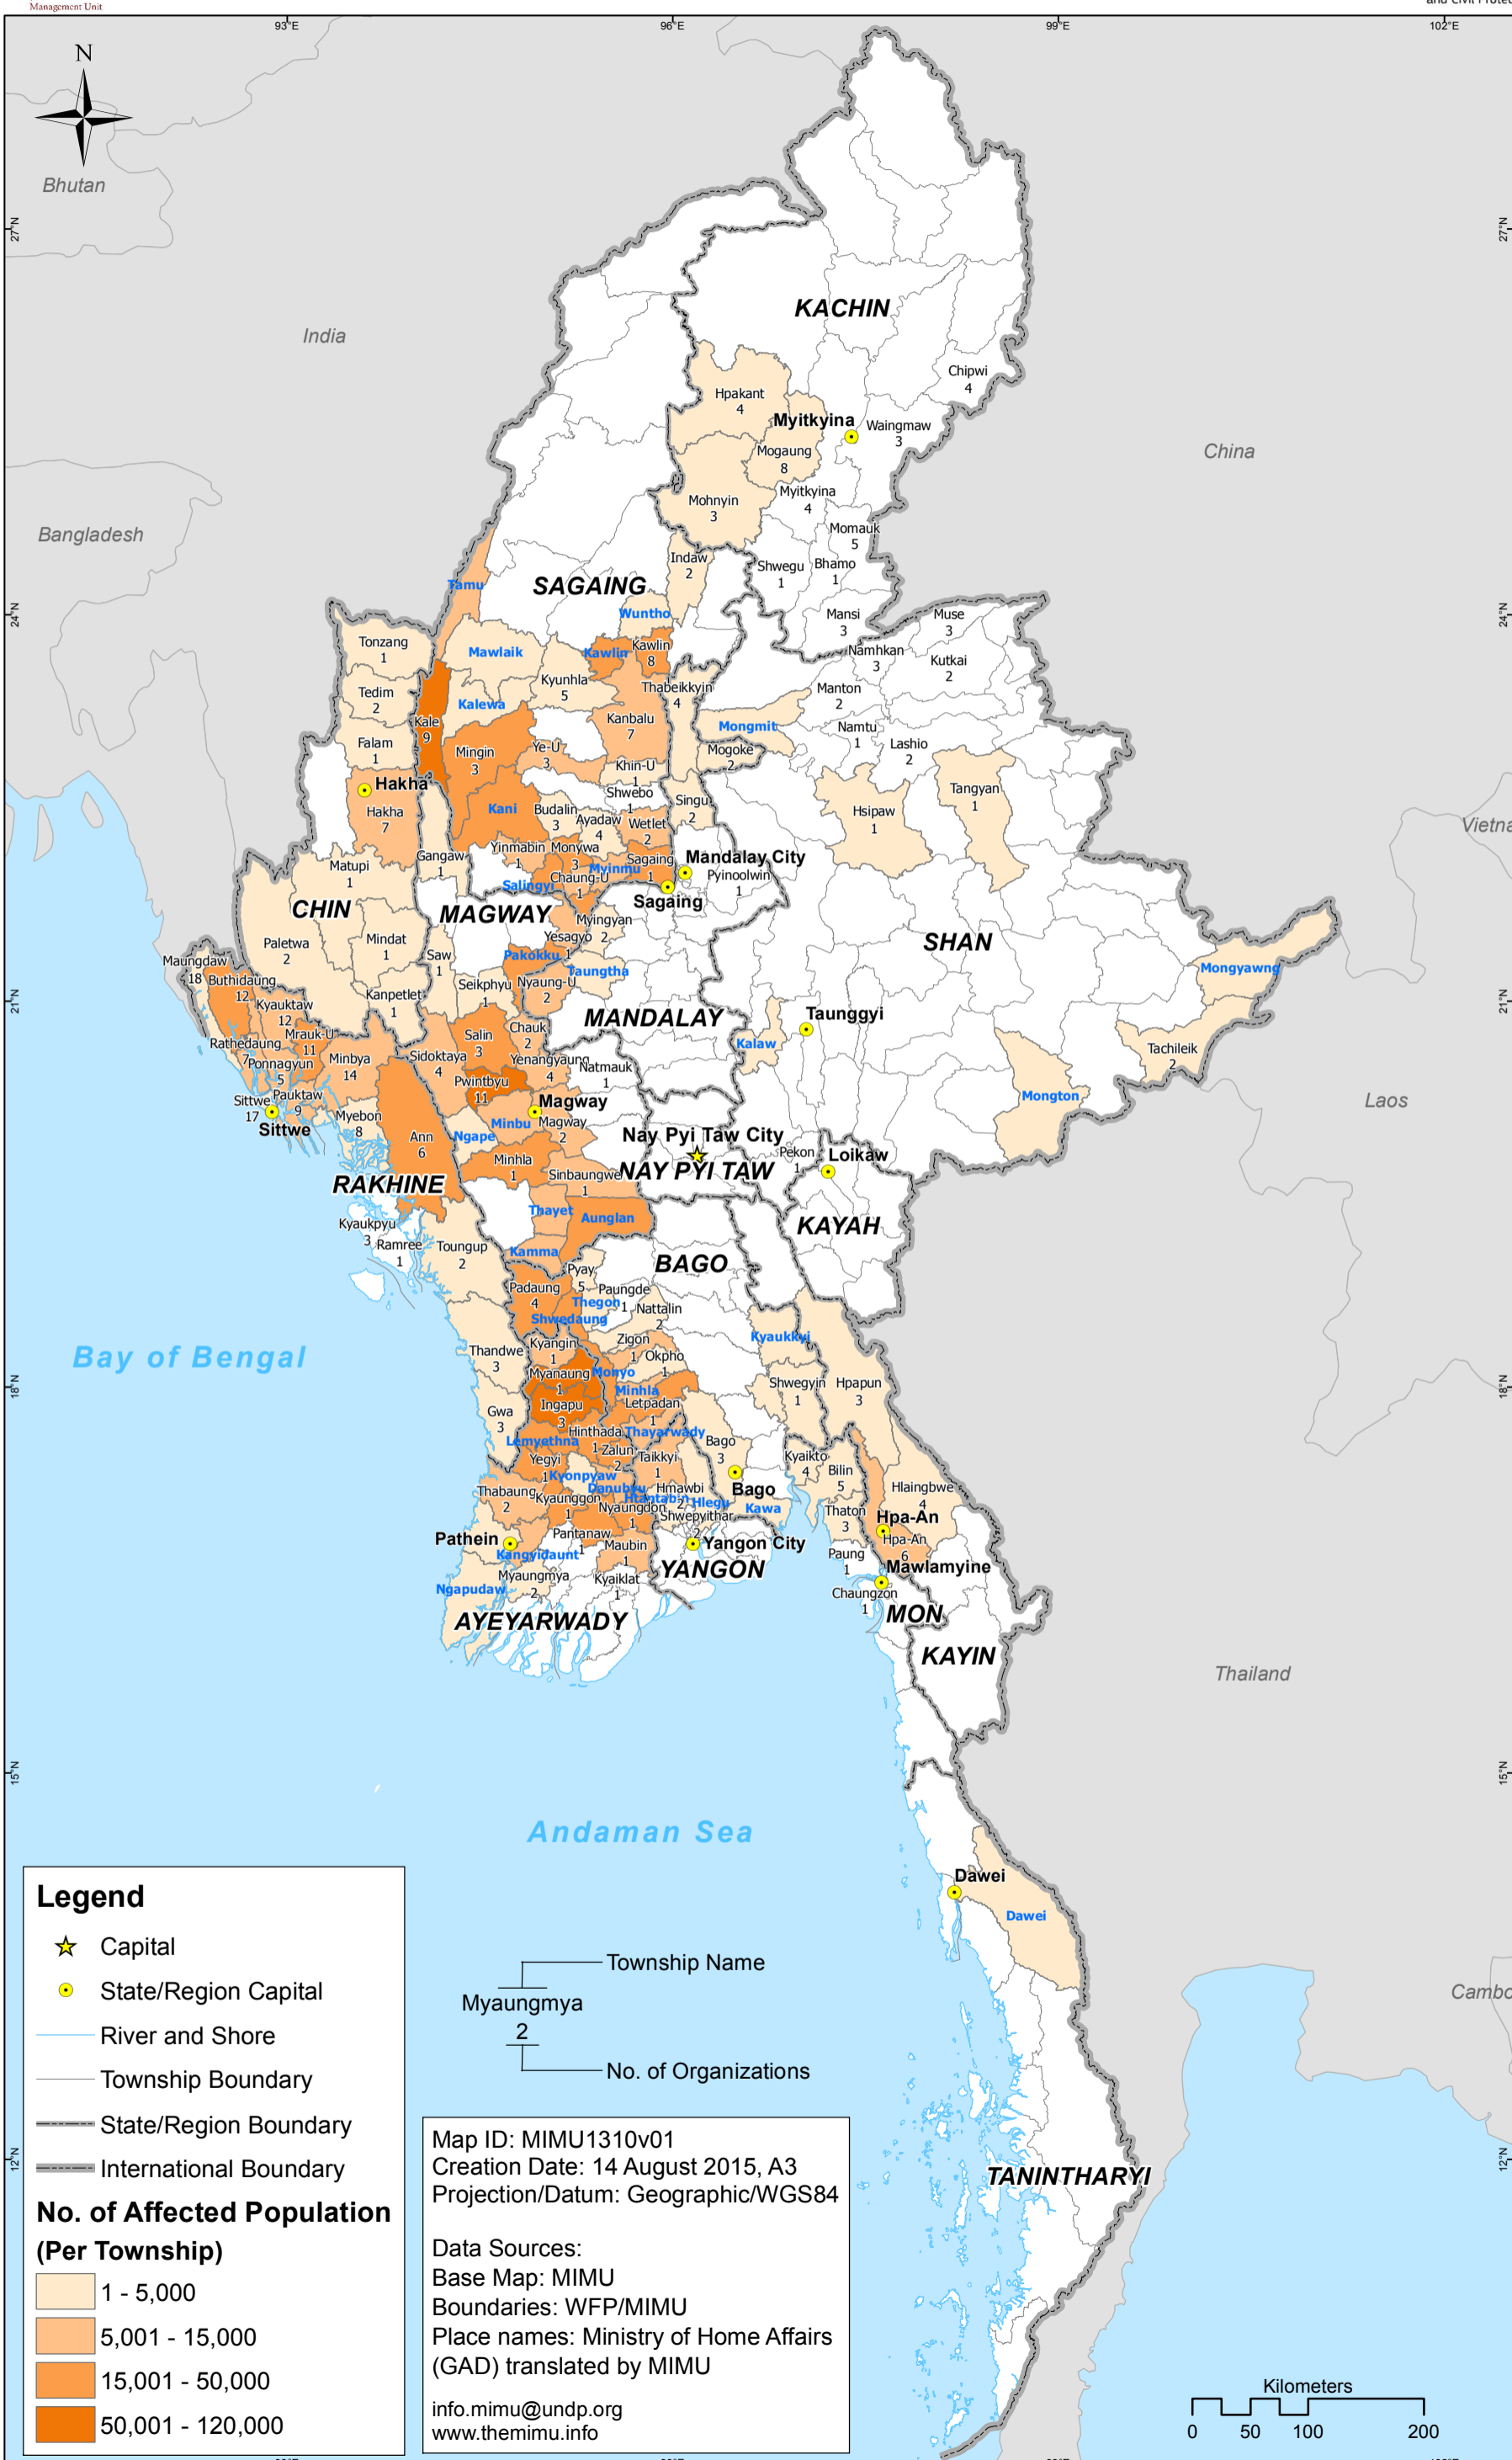 Management Unit
93°E
96°E
99°E
102°E
N
Bhutan
27°N
27°N
KACHIN
India
Chipwi
4
Hpakant
4
Myitkyina
Waingmaw
3
China
Mogaung
8
Myitkyina
4
Mohnyin
3
Bangladesh
Momauk
5
Indaw
2
Shwegu
1
Bhamo
1
Tamu
SAGAING
24°N
24°N
Wuntho
Mansi
3
Muse
3
Tonzang
1
Mawlaik
Kawlin
Kawlin
8
Namhkan
3
Kutkai
2
Tedim
2
Kyunhla
5
Thabeikkyin
4
Manton
2
Kalewa
Kale
9
Kanbalu
7
Mongmit
Namtu
1
Falam
1
Mingin
3
Ye-U
3
Mogoke
2
Lashio
2
Khin-U
1
Hakha
Hakha
7
Shwebo
1
Tangyan
1
Kani
Budalin
3
Singu
2
Hsipaw
1
Ayadaw
4
Wetlet
2
Vietna
Yinmabin
1
Monywa
3
Gangaw
1
Sagaing
1
Mandalay City
Matupi
1
Myinmu
Chaung-U
1
Pyinoolwin
1
Salingyi
Sagaing
CHIN
MAGWAY
Myingyan
2
Yesagyo
1
SHAN
Mindat
1
Paletwa
2
Saw
1
Pakokku
Maungdaw
18
Taungtha
Mongyawng
Buthidaung
12
Seikphyu
1
Nyaung-U
2
Kanpetlet
1
21°N
21°N
Kyauktaw
12
MANDALAY
Taunggyi
Mrauk-U
11
Chauk
2
Salin
3
Rathedaung
7
Kalaw
Minbya
14
Sidoktaya
4
Yenangyaung
4
Tachileik
2
Ponnagyun
5
Natmauk
1
Pwintbyu
11
Pauktaw
9
Sittwe
17
Magway
Mongton
Laos
Myebon
8
Sittwe
Minbu
Magway
2
Ngape
Ann
6
Nay Pyi Taw City
Pekon
1
Loikaw
Minhla
1
NAY PYI TAW
Sinbaungwe
1
RAKHINE
Thayet
Aunglan
KAYAH
Kyaukpyu
3
Ramree
1
Toungup
2
Kamma
BAGO
Pyay
5
Padaung
4
Paungde
1
Thegon
Nattalin
2
Shwedaung
Kyaukkyi
Bay of Bengal
Thandwe
3
Kyangin
1
Zigon
1
Okpho
1
Myanaung
1
Monyo
Shwegyin
1
Hpapun
3
18°N
18°N
Minhla
Ingapu
3
Letpadan
1
Gwa
3
Hinthada
1
Thayarwady
Lemyethna
Zalun
2
Bago
3
Yegyi
1
Taikkyi
1
Kyaikto
4
Bilin
5
Kyonpyaw
Danubyu
Hmawbi
2
Bago
Hlaingbwe
4
Thabaung
2
Kyaunggon
1
Htantabin
Hlegu
Kawa
Nyaungdon
1
Shwepyithar
2
Thaton
3
Hpa-An
Pathein
Pantanaw
1
Yangon City
Hpa-An
6
Kangyidaunt
Maubin
1
Paung
1
Mawlamyine
Myaungmya
2
YANGON
Ngapudaw
Kyaiklat
1
Chaungzon
1
MON
AYEYARWADY
KAYIN
Thailand
15°N
15°N
Andaman Sea
Dawei
Dawei
Cambo
12°N
12°N
TANINTHARYI
Legend
Capital
State/Region Capital
River and Shore
Township Boundary
State/Region Boundary
International Boundary
No. of Affected Population
(Per Township)
1 - 5,000
5,001 - 15,000
15,001 - 50,000
50,001 - 120,000
Township Name
Myaungmya
2
No. of Organizations
Map ID: MIMU1310v01
Creation Date: 14 August 2015, A3
Projection/Datum: Geographic/WGS84
Data Sources:
Base Map: MIMU
Boundaries: WFP/MIMU
Place names: Ministry of Home Affairs
(GAD) translated by MIMU
info.mimu@undp.org
www.themimu.info
Kilometers
0 50 100 200